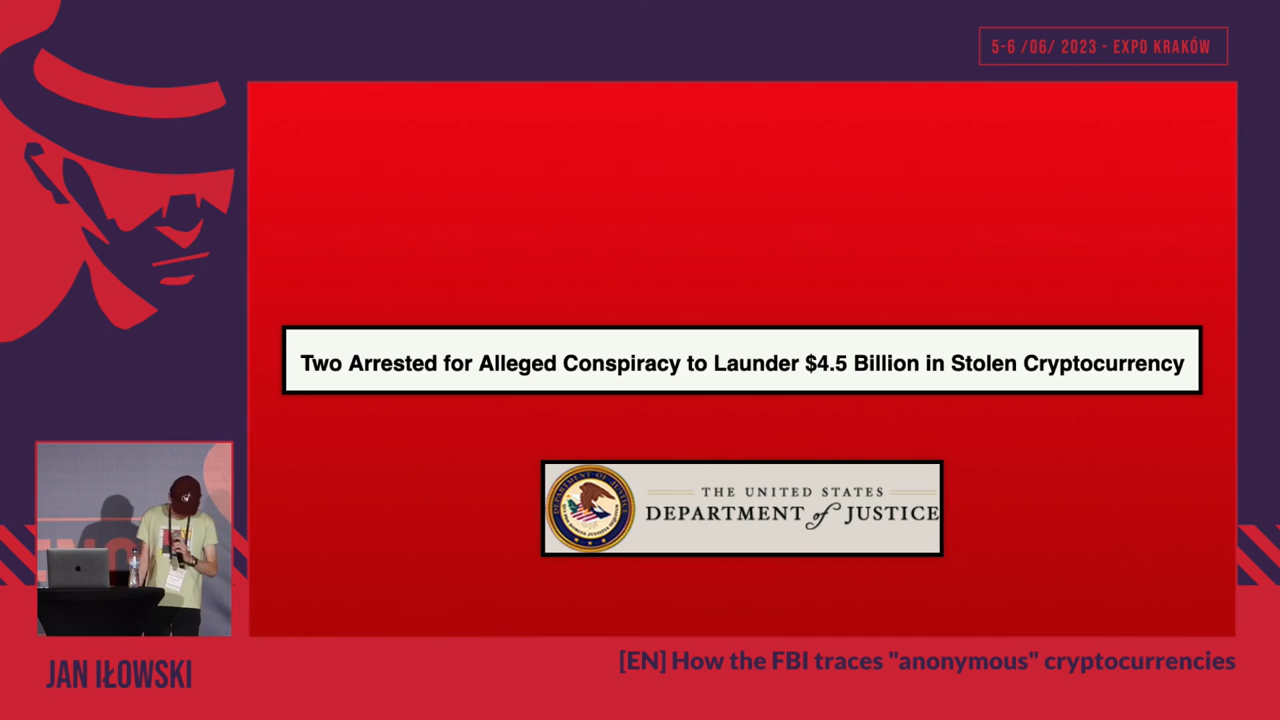 5-6 /06/ 2023 - EXPO KRAKÓW
Two Arrested for Alleged Conspiracy to Launder $4.5 Billion in Stolen Cryptocurrency
THE UNITED STATES
DEPARTMENT of JUSTICE
JAN IŁOWSKI
[EN] How the FBI traces "anonymous" cryptocurrencies